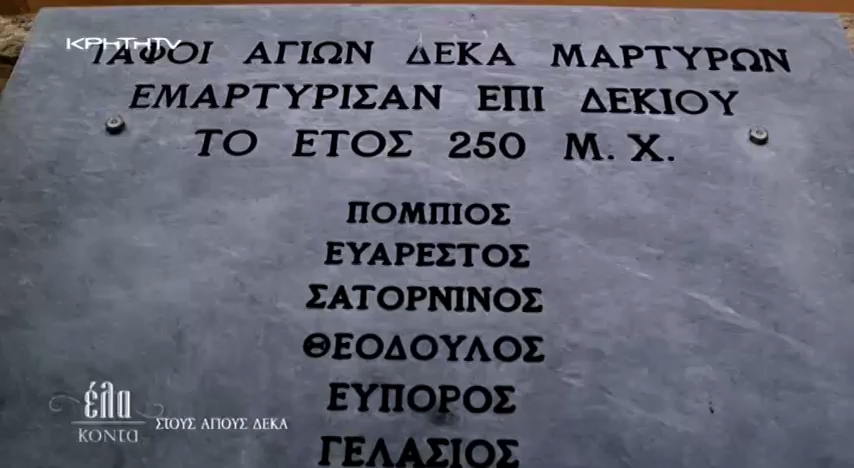 ΚΡΗΤΗTV
ΤΑΦΟΙ ΑΓΙΩΝ ΔΕΚΑ ΜΑΡΤΥΡΩΝ
ΕΜΑΡΤΥΡΙΣΑΝ ΕΠΙ ΔΕΚΙΟΥ
ΤΟ ΕΤΟΣ 250 Μ. Χ.
ΠΟΜΠΙΟΣ
ΕΥΑΡΕΣΤΟΣ
ΣΑΤΟΡΝΙΝΟΣ
ΘΕΟΔΟΥΛΟΣ
ΕΥΠΟΡΟΣ
ΓΕΛΑΣΙΟΣ
έλα
κοντα
ΣΤΟΥΣ ΑΓΙΟΥΣ ΔΕΚΑ